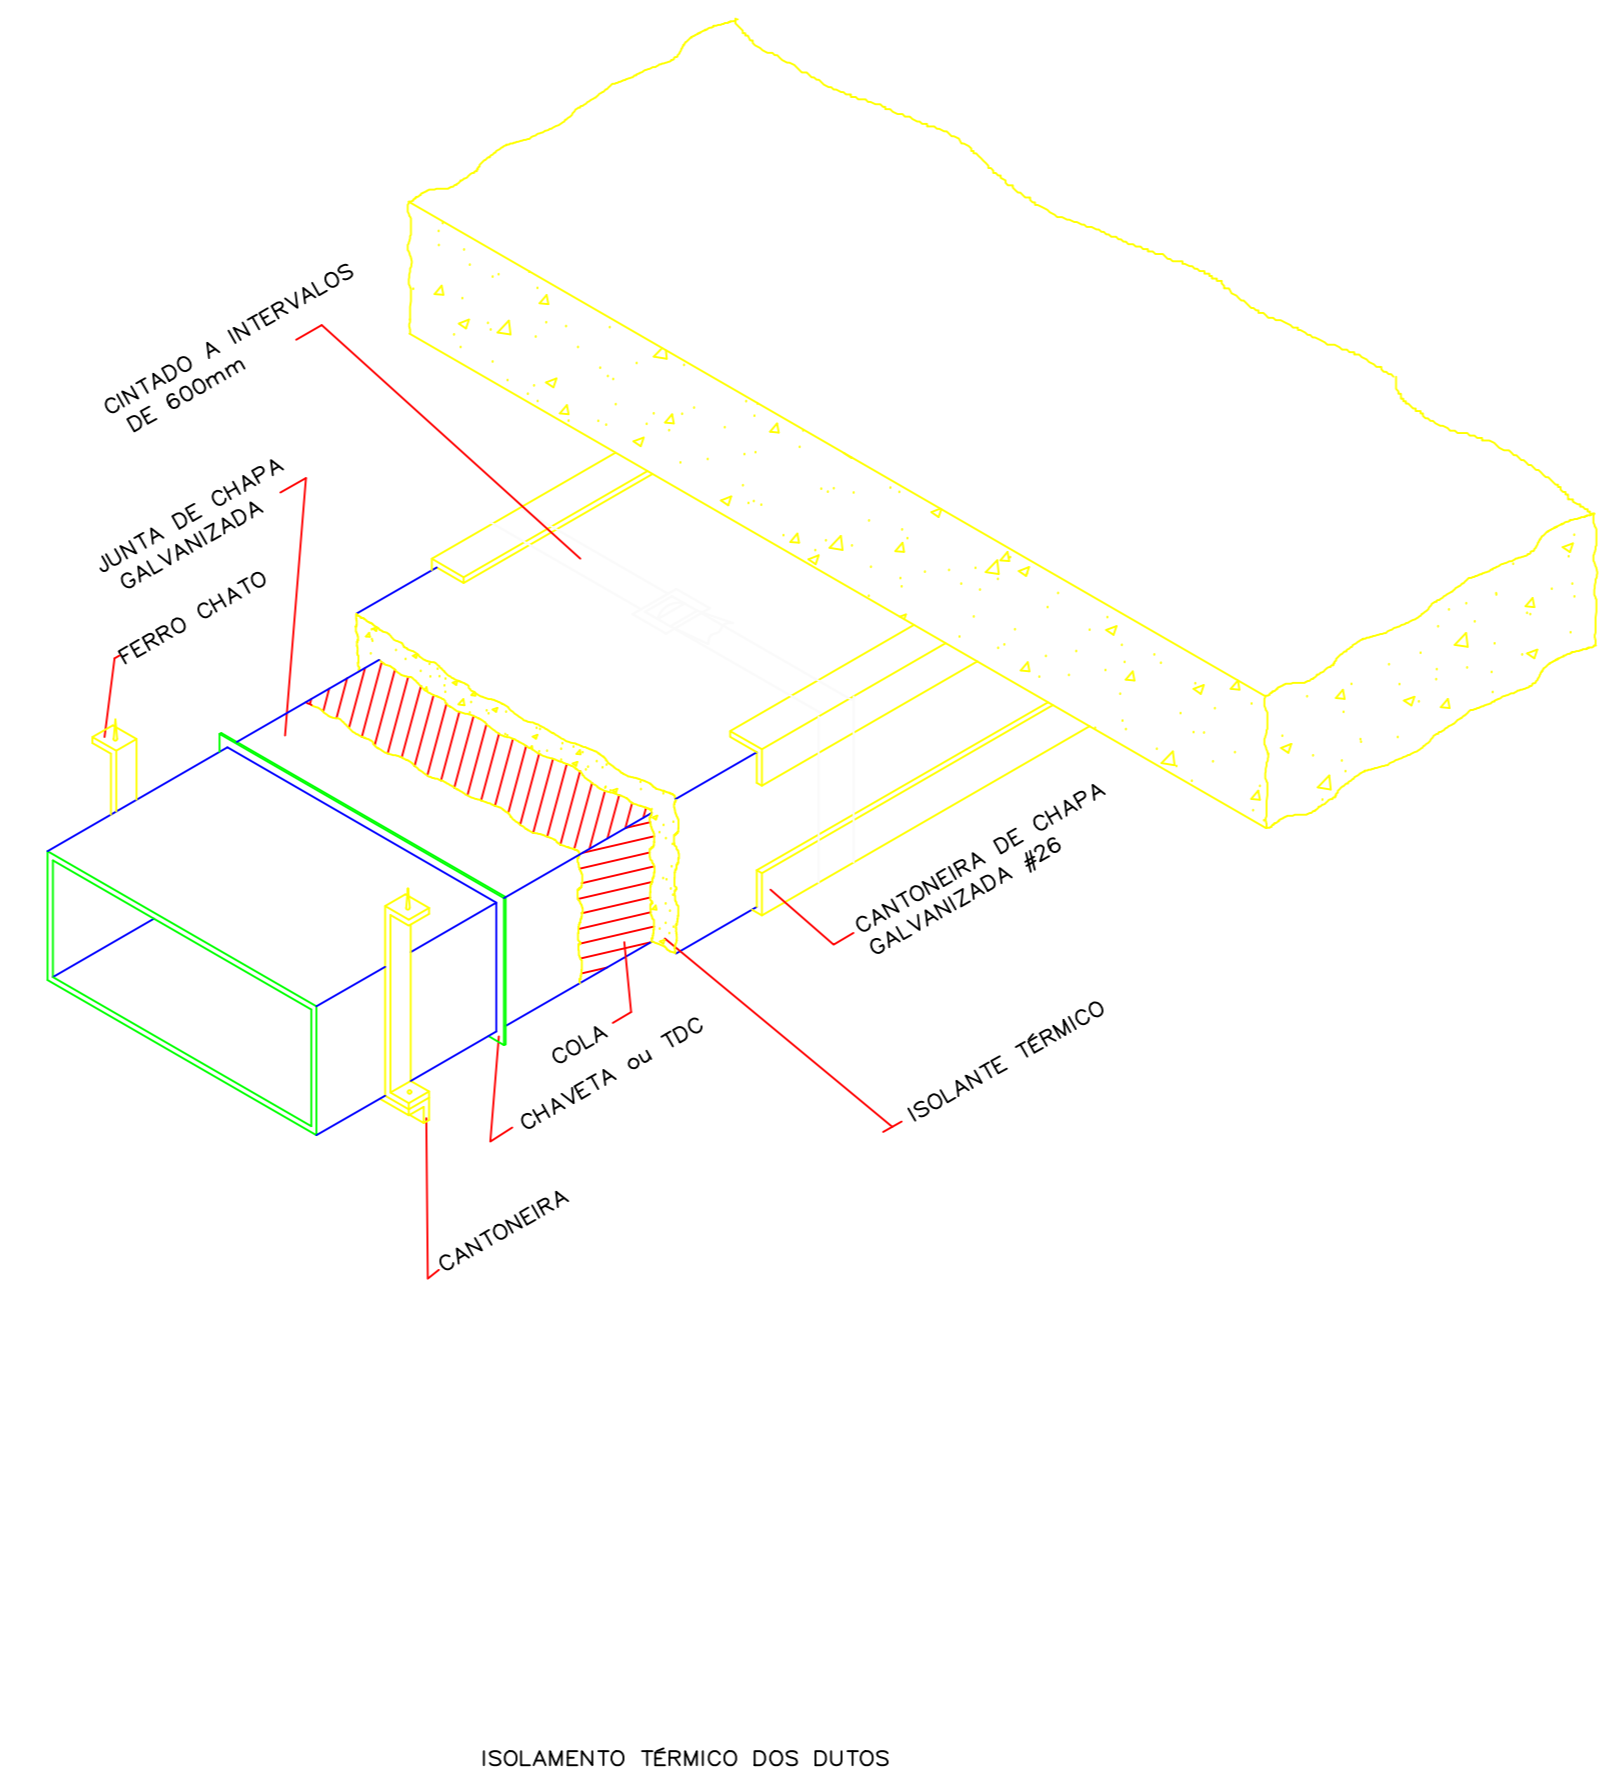 CINTADO A INTERVALOS
DE 600mm
JUNTA DE CHAPA
GALVANIZADA
FERRO CHATO
CANTONEIRA DE CHAPA
GALVANIZADA #26
COLA
CHAVETA ou TDC
ISOLANTE TÉRMICO
CANTONEIRA
ISOLAMENTO TÉRMICO DOS DUTOS